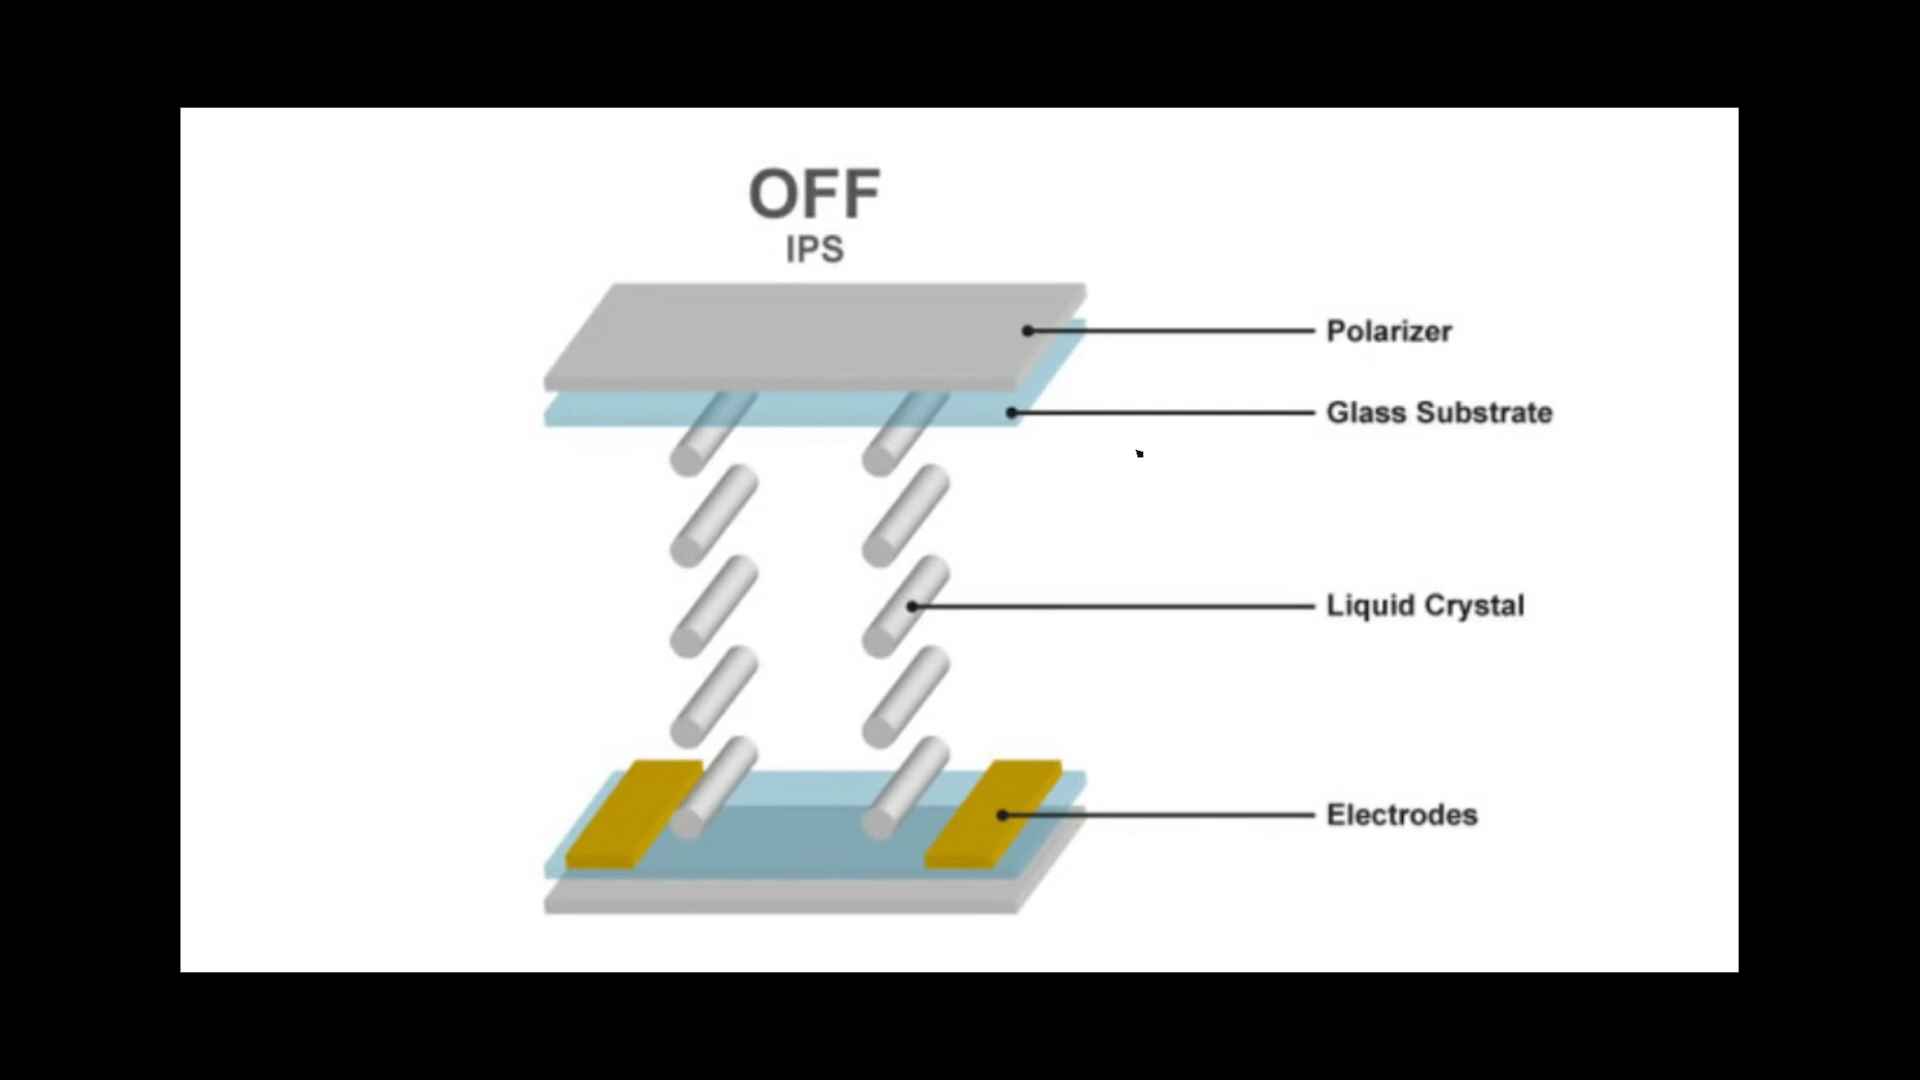 OFF
IPS
Polarizer
Glass Substrate
Liquid Crystal
Electrodes